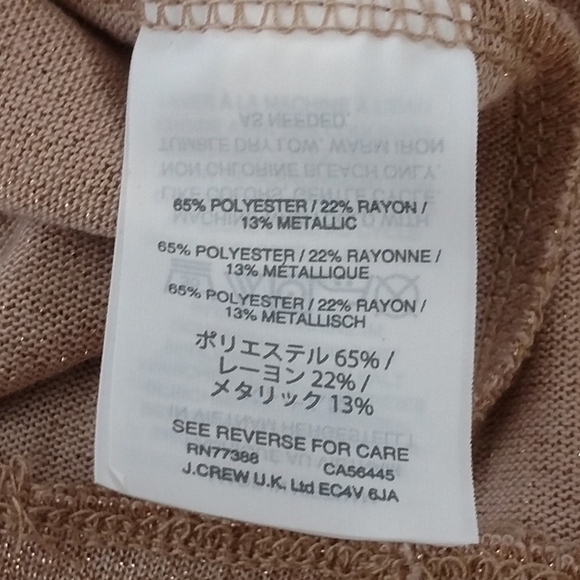 65% POLYESTER / 22% RAYON /
13% METALLIC
65% POLYESTER / 22% RAYONNE /
13% MÉTALLIQUE
65% POLYESTER / 22% RAYON /
13% METALLISCH
ポリエステル 65% /
レーヨン 22% /
メタリック 13%
SEE REVERSE FOR CARE
RN77388 CA56445
J.CREW U.K. Ltd EC4V 6JA